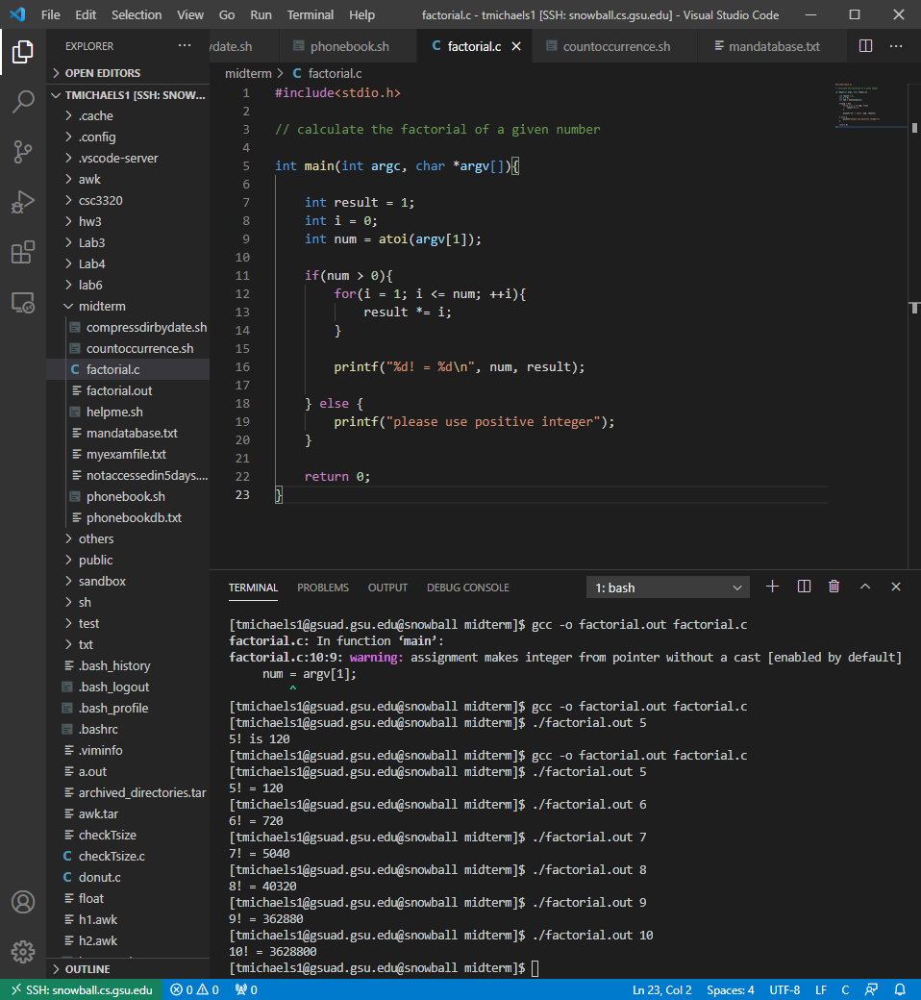 File Edit Selection View Go Run Terminal Help factorial.c - tmichaels1 [SSH: snowball.cs.gsu.edu] - Visual Studio Code
EXPLORER
OPEN EDITORS
TMICHAELS1 [SSH: SNOW...
.cache
.config
.vscode-server
awk
csc3320
hw3
Lab3
Lab4
lab6
midterm
compressdirbydate.sh
countoccurrence.sh
factorial.c
factorial.out
helpme.sh
mandatabase.txt
myexamfile.txt
notaccessedin5days....
phonebook.sh
phonebookdb.txt
others
public
sandbox
sh
test
txt
.bash_history
.bash_logout
.bash_profile
.bashrc
.viminfo
a.out
archived_directories.tar
awk.tar
checkTsize
checkTsize.c
donut.c
float
h1.awk
h2.awk
OUTLINE
ydate.sh phonebook.sh factorial.c countoccurrence.sh mandatabase.txt
midterm > factorial.c
1 #include<stdio.h>
2
3 // calculate the factorial of a given number
4
5 int main(int argc, char *argv[]){
6
7 int result = 1;
8 int i = 0;
9 int num = atoi(argv[1]);
10
11 if(num > 0){
12 for(i = 1; i <= num; ++i){
13 result *= i;
14 }
15
16 printf("%d! = %d\n", num, result);
17
18 } else {
19 printf("please use positive integer");
20 }
21
22 return 0;
23 }
TERMINAL PROBLEMS OUTPUT DEBUG CONSOLE 1: bash
[tmichaels1@gsuad.gsu.edu@snowball midterm]$ gcc -o factorial.out factorial.c
factorial.c: In function ‘main’:
factorial.c:10:9: warning: assignment makes integer from pointer without a cast [enabled by default]
num = argv[1];
^
[tmichaels1@gsuad.gsu.edu@snowball midterm]$ gcc -o factorial.out factorial.c
[tmichaels1@gsuad.gsu.edu@snowball midterm]$ ./factorial.out 5
5! is 120
[tmichaels1@gsuad.gsu.edu@snowball midterm]$ gcc -o factorial.out factorial.c
[tmichaels1@gsuad.gsu.edu@snowball midterm]$ ./factorial.out 5
5! = 120
[tmichaels1@gsuad.gsu.edu@snowball midterm]$ ./factorial.out 6
6! = 720
[tmichaels1@gsuad.gsu.edu@snowball midterm]$ ./factorial.out 7
7! = 5040
[tmichaels1@gsuad.gsu.edu@snowball midterm]$ ./factorial.out 8
8! = 40320
[tmichaels1@gsuad.gsu.edu@snowball midterm]$ ./factorial.out 9
9! = 362880
[tmichaels1@gsuad.gsu.edu@snowball midterm]$ ./factorial.out 10
10! = 3628800
[tmichaels1@gsuad.gsu.edu@snowball midterm]$
SSH: snowball.cs.gsu.edu 0 0 0 Ln 23, Col 2 Spaces: 4 UTF-8 LF C